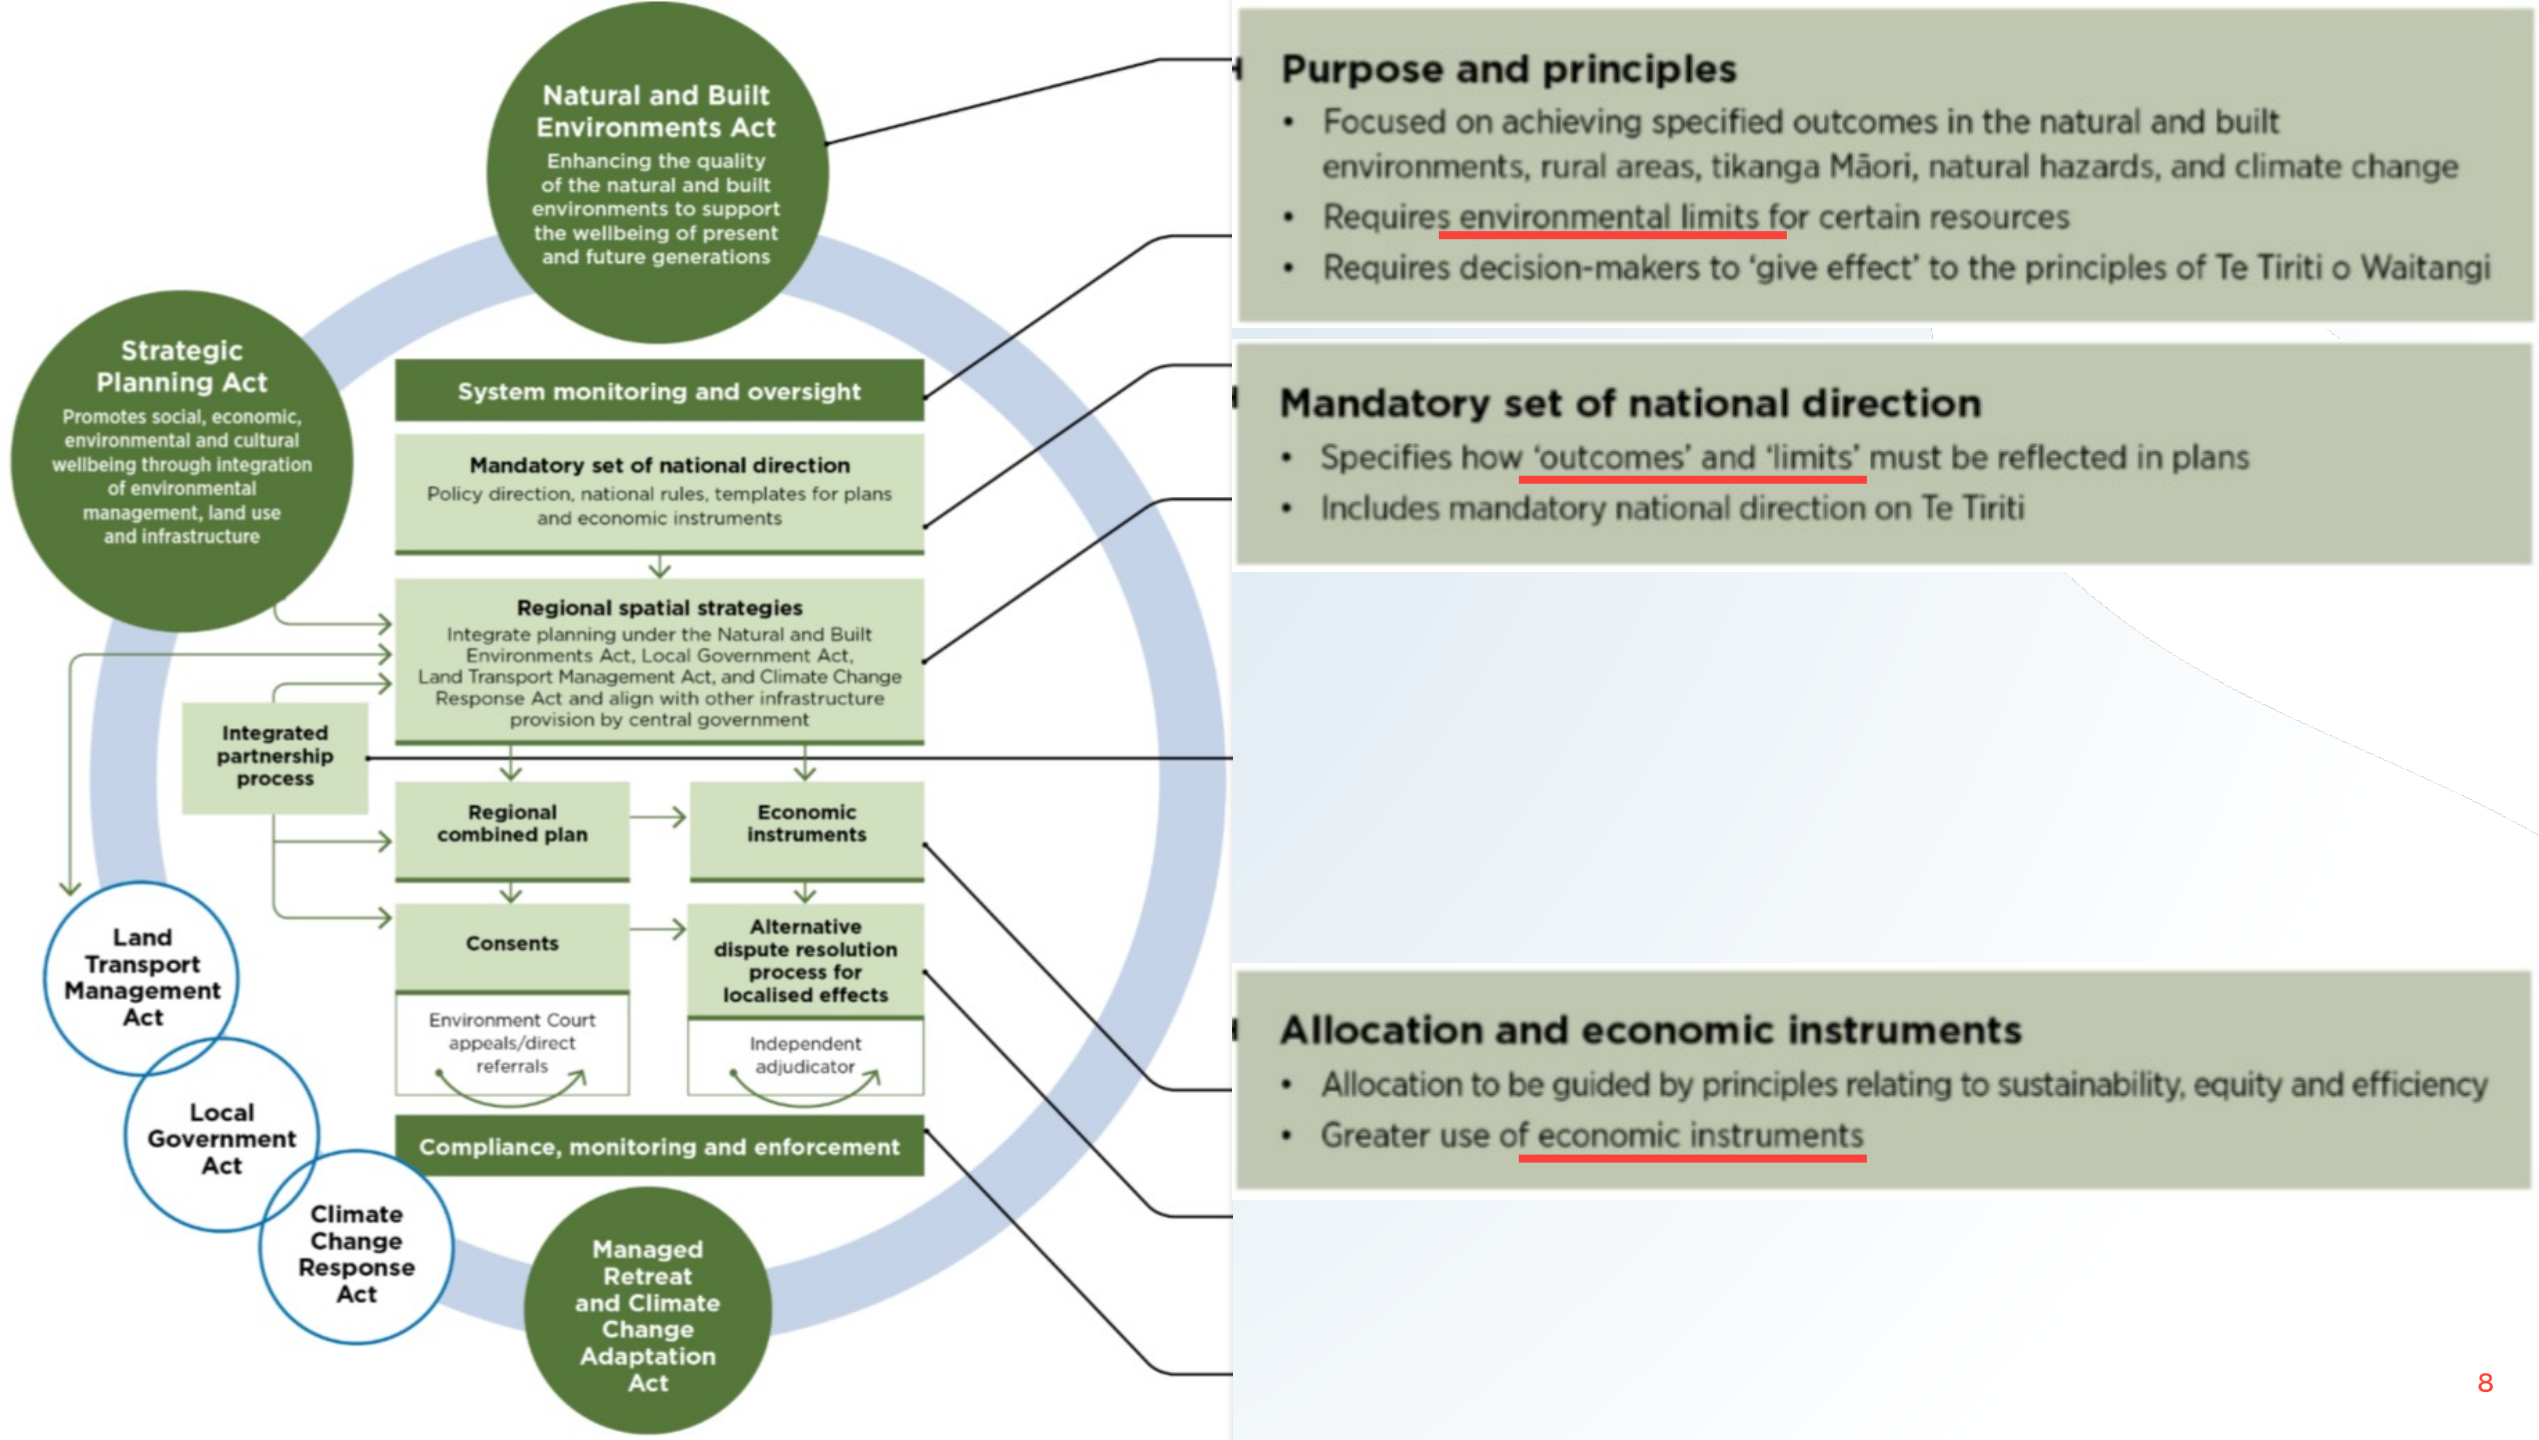 Natural and Built
Environments Act
Enhancing the quality
of the natural and built
environments to support
the wellbeing of present
and future generations
Strategic
Planning Act
Promotes social, economic,
environmental and cultural
wellbeing through integration
of environmental
management, land use
and infrastructure
System monitoring and oversight
Mandatory set of national direction
Policy direction, national rules, templates for plans
and economic instruments
Regional spatial strategies
Integrate planning under the Natural and Built
Environments Act, Local Government Act,
Land Transport Management Act, and Climate Change
Response Act and align with other infrastructure
provision by central government
Integrated
partnership
process
Regional
combined plan
Economic
instruments
Consents
Alternative
dispute resolution
process for
localised effects
Environment Court
appeals/direct
referrals
Independent
adjudicator
Compliance, monitoring and enforcement
Land
Transport
Management
Act
Local
Government
Act
Climate
Change
Response
Act
Managed
Retreat
and Climate
Change
Adaptation
Act
Purpose and principles
• Focused on achieving specified outcomes in the natural and built
environments, rural areas, tikanga Māori, natural hazards, and climate change
• Requires environmental limits for certain resources
• Requires decision-makers to ‘give effect’ to the principles of Te Tiriti o Waitangi
Mandatory set of national direction
• Specifies how ‘outcomes’ and ‘limits’ must be reflected in plans
• Includes mandatory national direction on Te Tiriti
Allocation and economic instruments
• Allocation to be guided by principles relating to sustainability, equity and efficiency
• Greater use of economic instruments
8